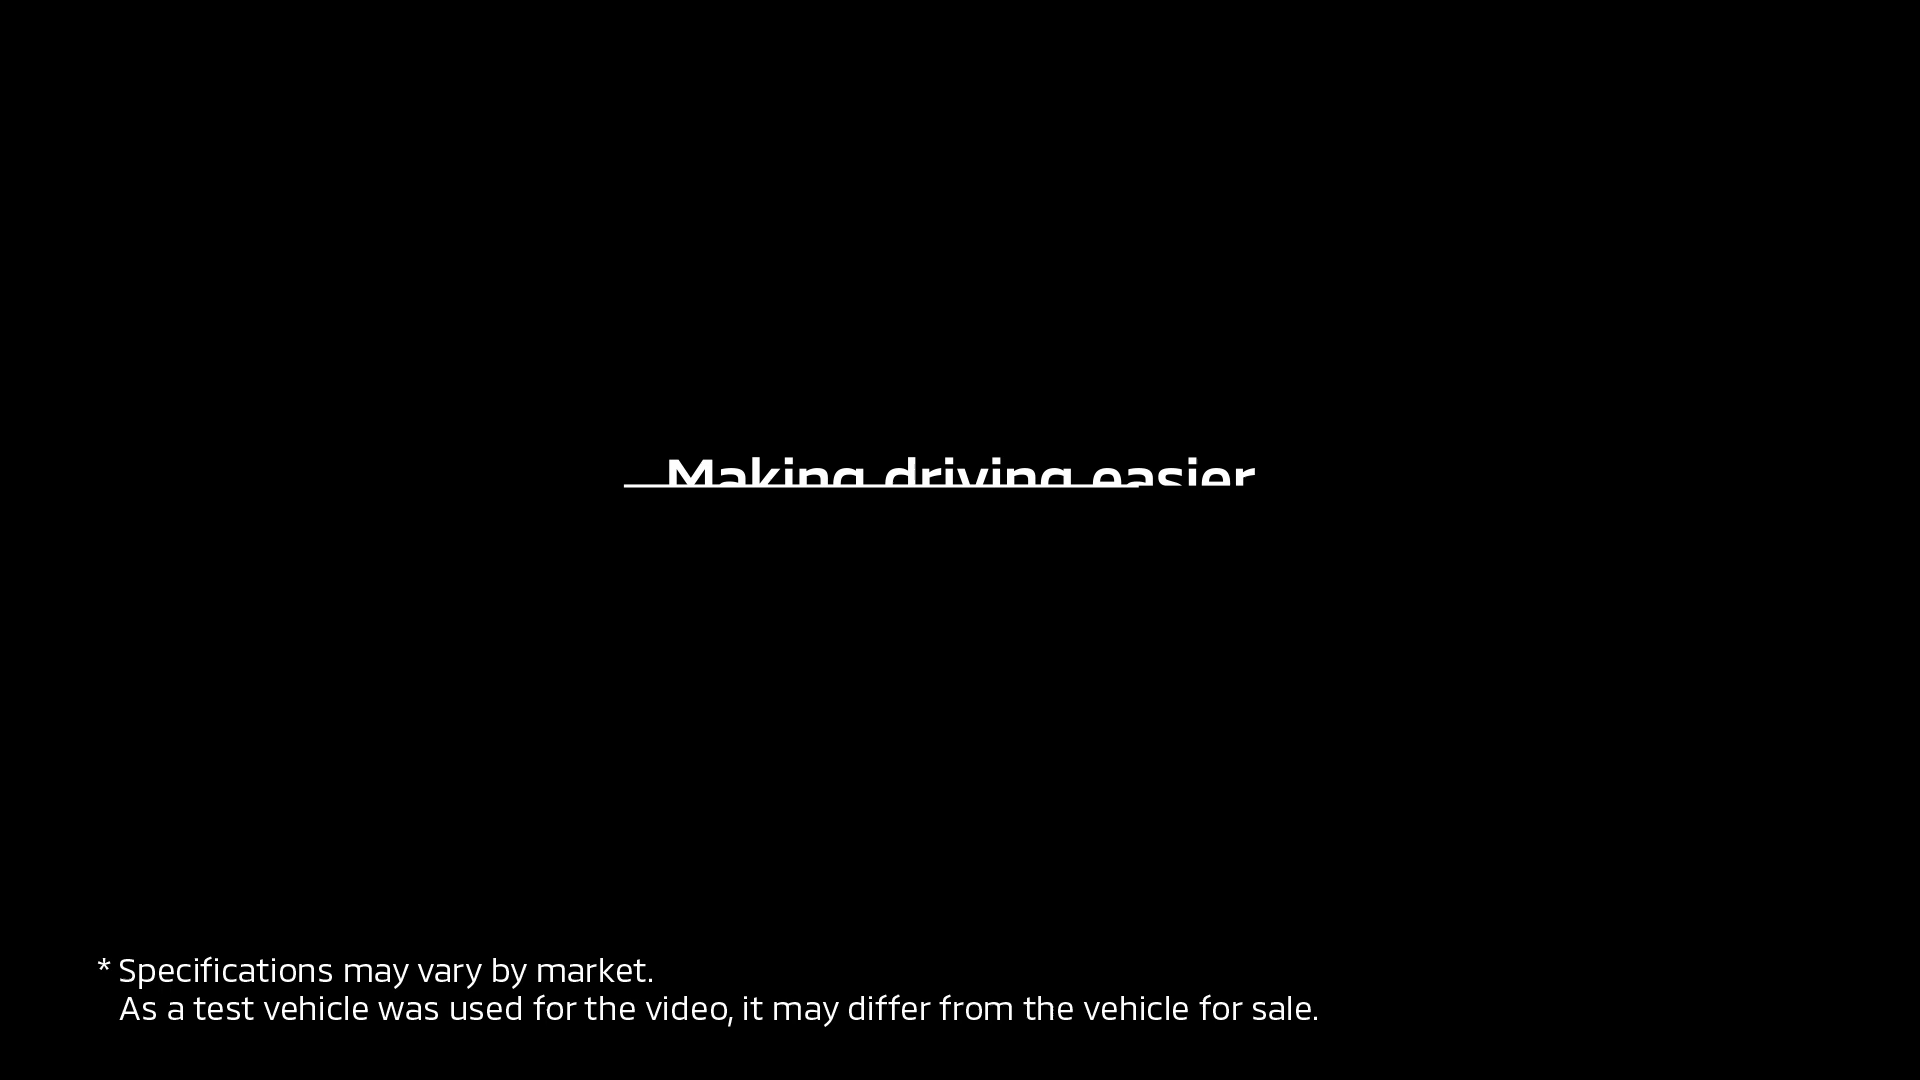 Making driving easier
* Specifications may vary by market.
As a test vehicle was used for the video, it may differ from the vehicle for sale.